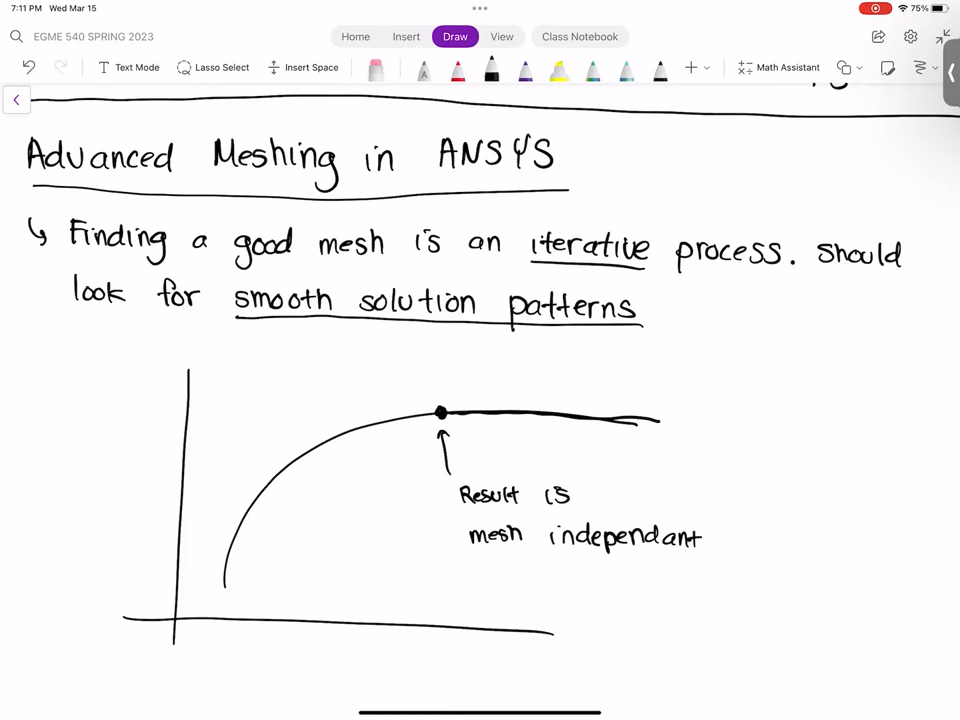 7:11 PM Wed Mar 15
75%
EGME 540 SPRING 2023
Home Insert Draw View Class Notebook
Text Mode Lasso Select Insert Space Math Assistant
Advanced Meshing in ANSYS
↳ Finding a good mesh is an iterative process. Should
look for smooth solution patterns
Result is
mesh independant